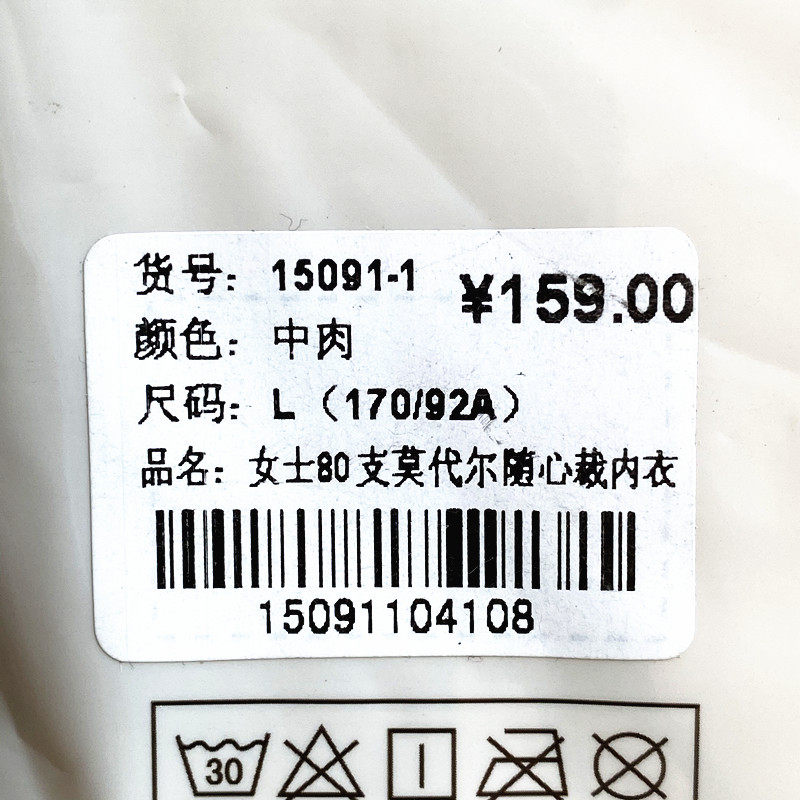 货号：15091-1
¥159.00
颜色：中肉
尺码：L（170/92A）
品名：女士80支莫代尔随心裁内衣
15091104108
30